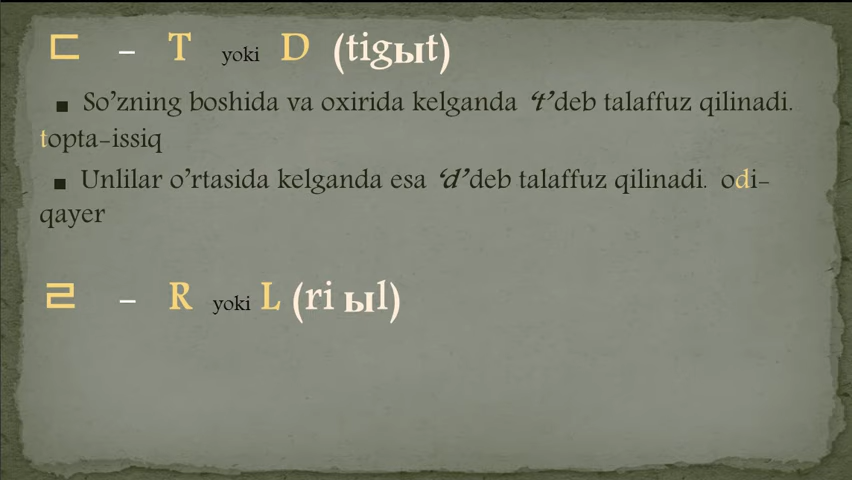 ㄷ – T yoki D (tigыt)
▪ So’zning boshida va oxirida kelganda ‘t’deb talaffuz qilinadi.
topta-issiq
▪ Unlilar o’rtasida kelganda esa ‘d’deb talaffuz qilinadi. odi-
qayer
ㄹ – R yoki L (ri ыl)